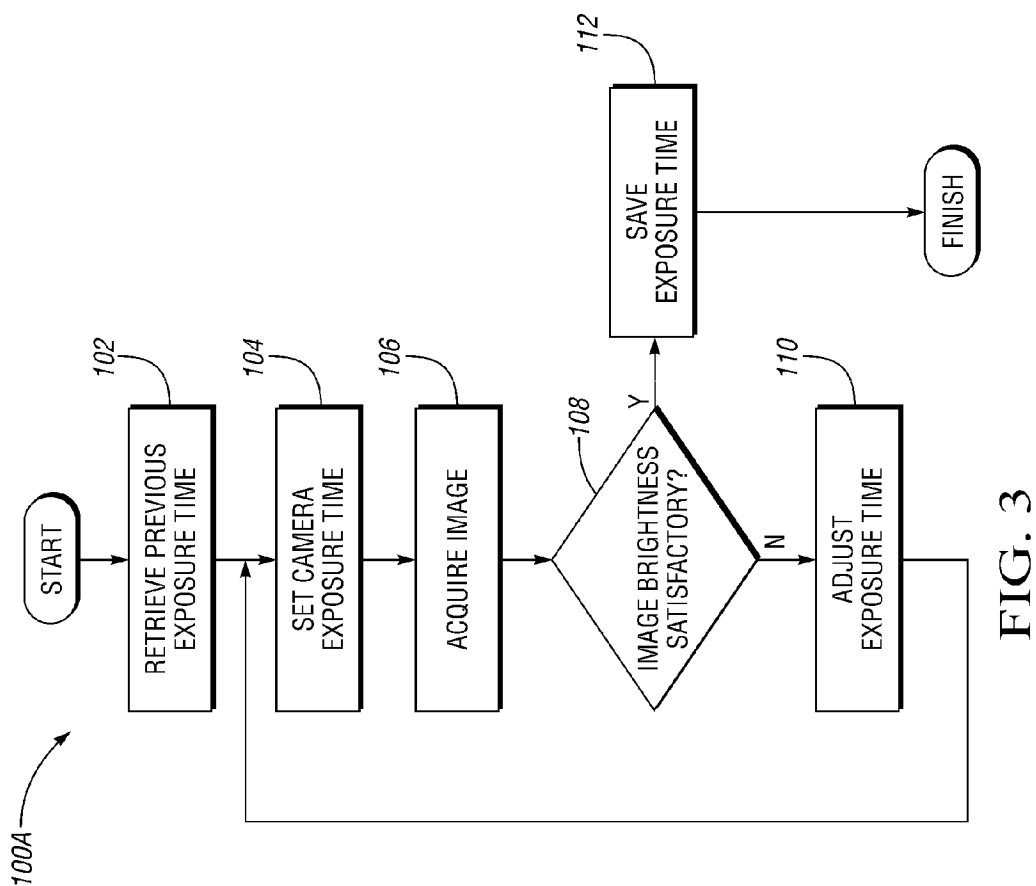 100A
START
RETRIEVE PREVIOUS
EXPOSURE TIME
102
SET CAMERA
EXPOSURE TIME
104
ACQUIRE IMAGE
106
IMAGE BRIGHTNESS
SATISFACTORY?
108
Y
N
SAVE
EXPOSURE TIME
112
ADJUST
EXPOSURE TIME
110
FINISH
FIG. 3